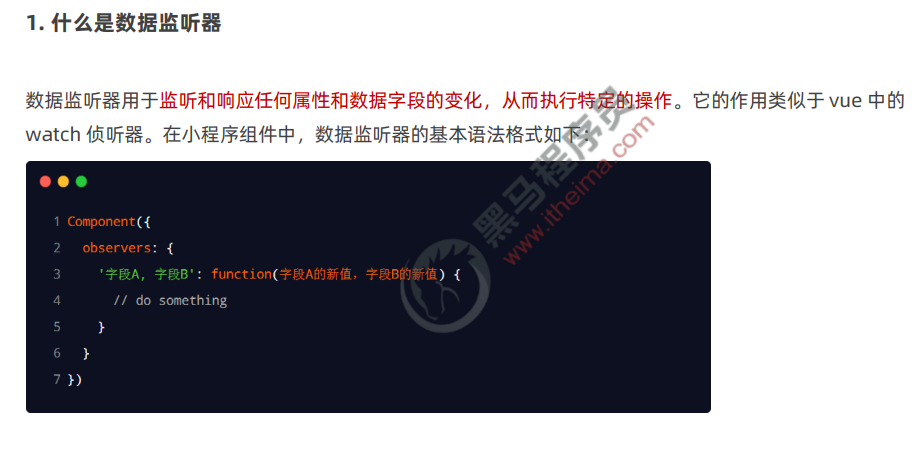 1. 什么是数据监听器
数据监听器用于监听和响应任何属性和数据字段的变化，从而执行特定的操作。它的作用类似于 vue 中的
watch 侦听器。在小程序组件中，数据监听器的基本语法格式如下：
1 Component({
2   observers: {
3     '字段A, 字段B': function(字段A的新值，字段B的新值) {
4       // do something
5     }
6   }
7 })
黑马程序员
www.itheima.com